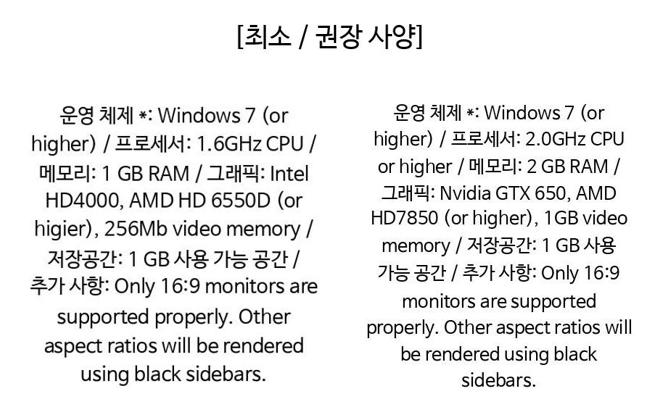 [최소 / 권장 사양]
운영 체제 *: Windows 7 (or
higher) / 프로세서: 1.6GHz CPU /
메모리: 1 GB RAM / 그래픽: Intel
HD4000, AMD HD 6550D (or
higier), 256Mb video memory /
저장공간: 1 GB 사용 가능 공간 /
추가 사항: Only 16:9 monitors are
supported properly. Other
aspect ratios will be rendered
using black sidebars.
운영 체제 *: Windows 7 (or
higher) / 프로세서: 2.0GHz CPU
or higher / 메모리: 2 GB RAM /
그래픽: Nvidia GTX 650, AMD
HD7850 (or higher), 1GB video
memory / 저장공간: 1 GB 사용
가능 공간 / 추가 사항: Only 16:9
monitors are supported
properly. Other aspect ratios will
be rendered using black
sidebars.